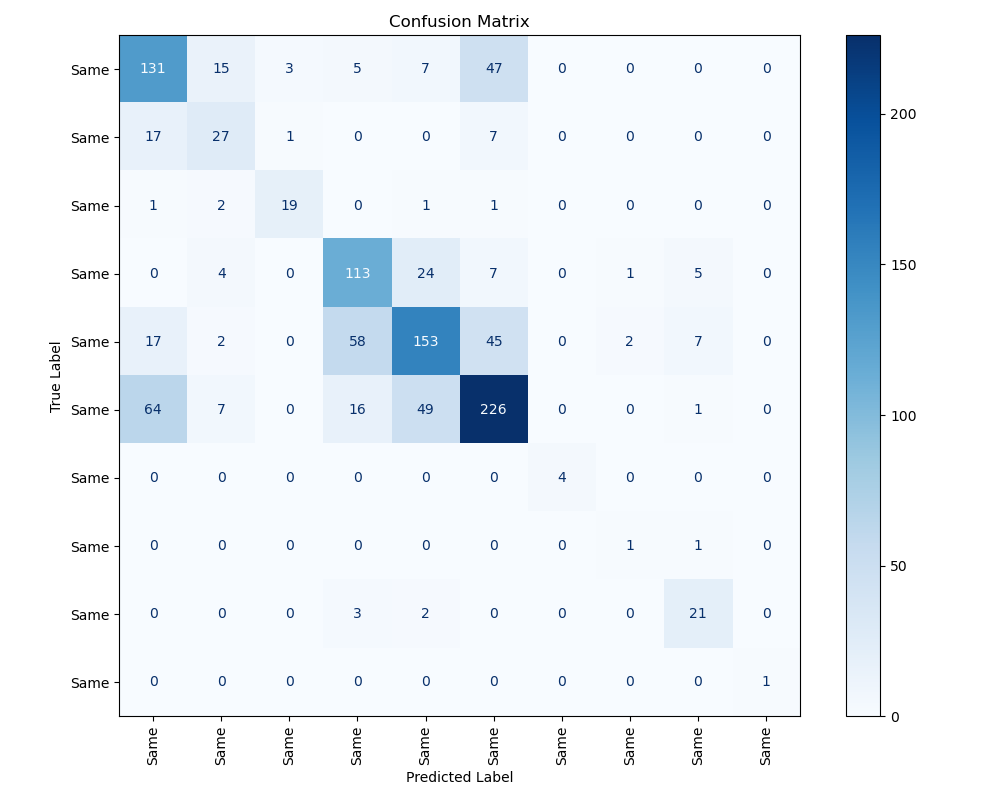 Confusion Matrix
Same 131 15 3 5 7 47 0 0 0 0
Same 17 27 1 0 0 7 0 0 0 0
Same 1 2 19 0 1 1 0 0 0 0
Same 0 4 0 113 24 7 0 1 5 0
Same 17 2 0 58 153 45 0 2 7 0
Same 64 7 0 16 49 226 0 0 1 0
Same 0 0 0 0 0 0 4 0 0 0
Same 0 0 0 0 0 0 0 1 1 0
Same 0 0 0 3 2 0 0 0 21 0
Same 0 0 0 0 0 0 0 0 0 1
True Label
Same Same Same Same Same Same Same Same Same Same
Predicted Label
200
150
100
50
0